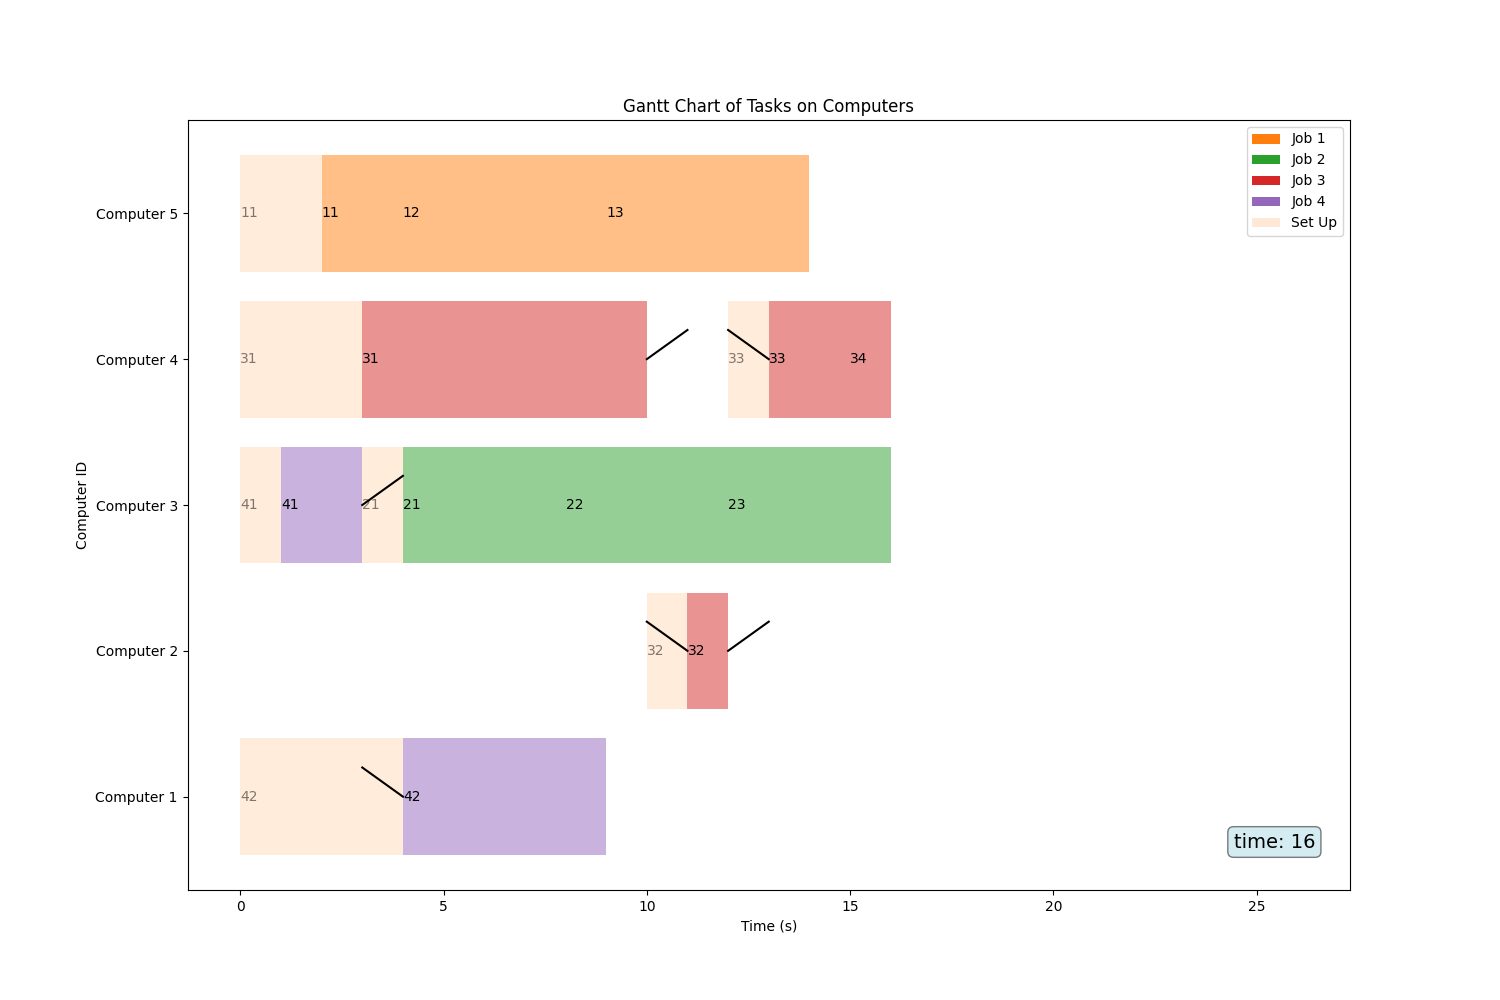 Gantt Chart of Tasks on Computers
Job 1
Job 2
Job 3
Job 4
Set Up
Computer 5
11 11 12 13
Computer 4
31 31 33 33 34
Computer ID
Computer 3
41 41 21 21 22 23
Computer 2
32 32
Computer 1
42 42
time: 16
0 5 10 15 20 25
Time (s)